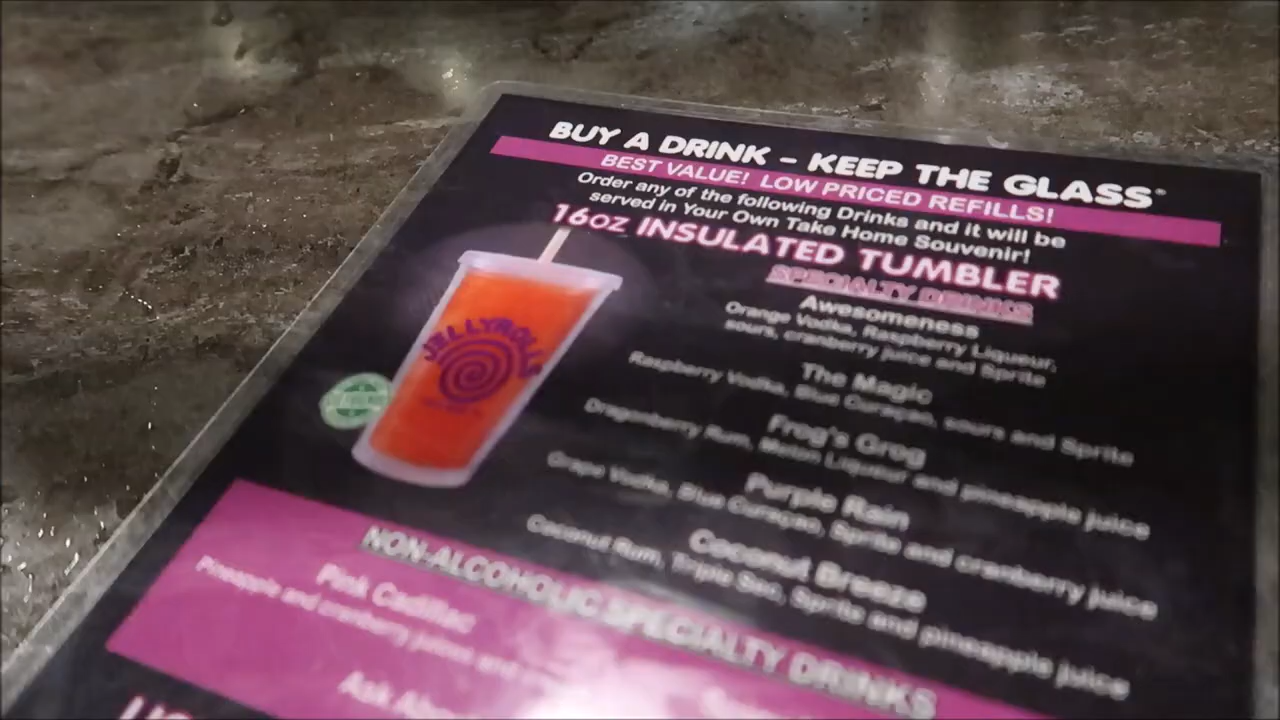 BUY A DRINK – KEEP THE GLASS®
BEST VALUE! LOW PRICED REFILLS!
Order any of the following Drinks and it will be
served in Your Own Take Home Souvenir!
16OZ INSULATED TUMBLER
SPECIALTY DRINKS
Awesomeness
Orange Vodka, Raspberry Liqueur,
sours, cranberry juice and Sprite
The Magic
Raspberry Vodka, Blue Curaçao, sours and Sprite
Frog's Grog
Dragonberry Rum, Melon Liqueur and pineapple juice
Purple Rain
Grape Vodka, Blue Curaçao, Sprite and cranberry juice
Coconut Breeze
Coconut Rum, Triple Sec, Sprite and pineapple juice
JELLYROLLS
NON-ALCOHOLIC SPECIALTY DRINKS
Pink Cadillac
Pineapple and cranberry juices and
Ask